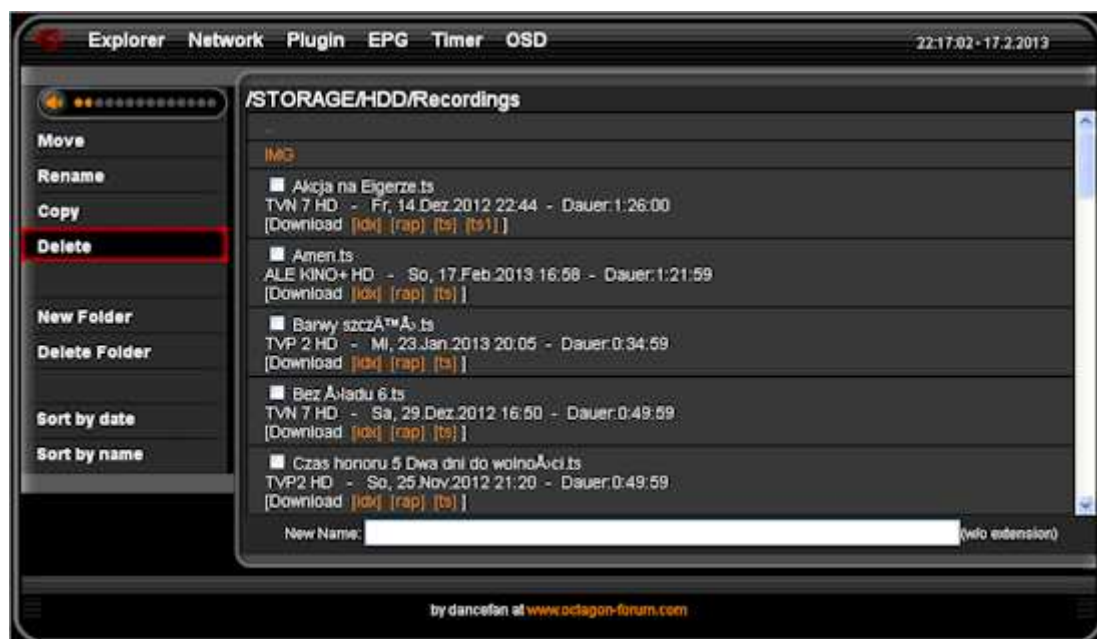 Explorer Network Plugin EPG Timer OSD
22:17:02 - 17.2.2013
Move
Rename
Copy
Delete
New Folder
Delete Folder
Sort by date
Sort by name
/STORAGE/HDD/Recordings
..
IMG
Akcja na Eigerze.ts
TVN 7 HD - Fr, 14.Dez.2012 22:44 - Dauer:1:26:00
[Download [idx] [rap] [ts] [ts1] ]
Amen.ts
ALE KINO+ HD - So, 17.Feb.2013 16:58 - Dauer:1:21:59
[Download [idx] [rap] [ts] ]
Barwy szczÄ™Å›.ts
TVP 2 HD - Mi, 23.Jan.2013 20:05 - Dauer:0:34:59
[Download [idx] [rap] [ts] ]
Bez Å›ladu 6.ts
TVN 7 HD - Sa, 29.Dez.2012 16:50 - Dauer:0:49:59
[Download [idx] [rap] [ts] ]
Czas honoru 5 Dwa dni do wolnoÅ›ci.ts
TVP2 HD - So, 25.Nov.2012 21:20 - Dauer:0:49:59
[Download [idx] [rap] [ts] ]
New Name:
(w/o extension)
by dancefan at www.octagon-forum.com